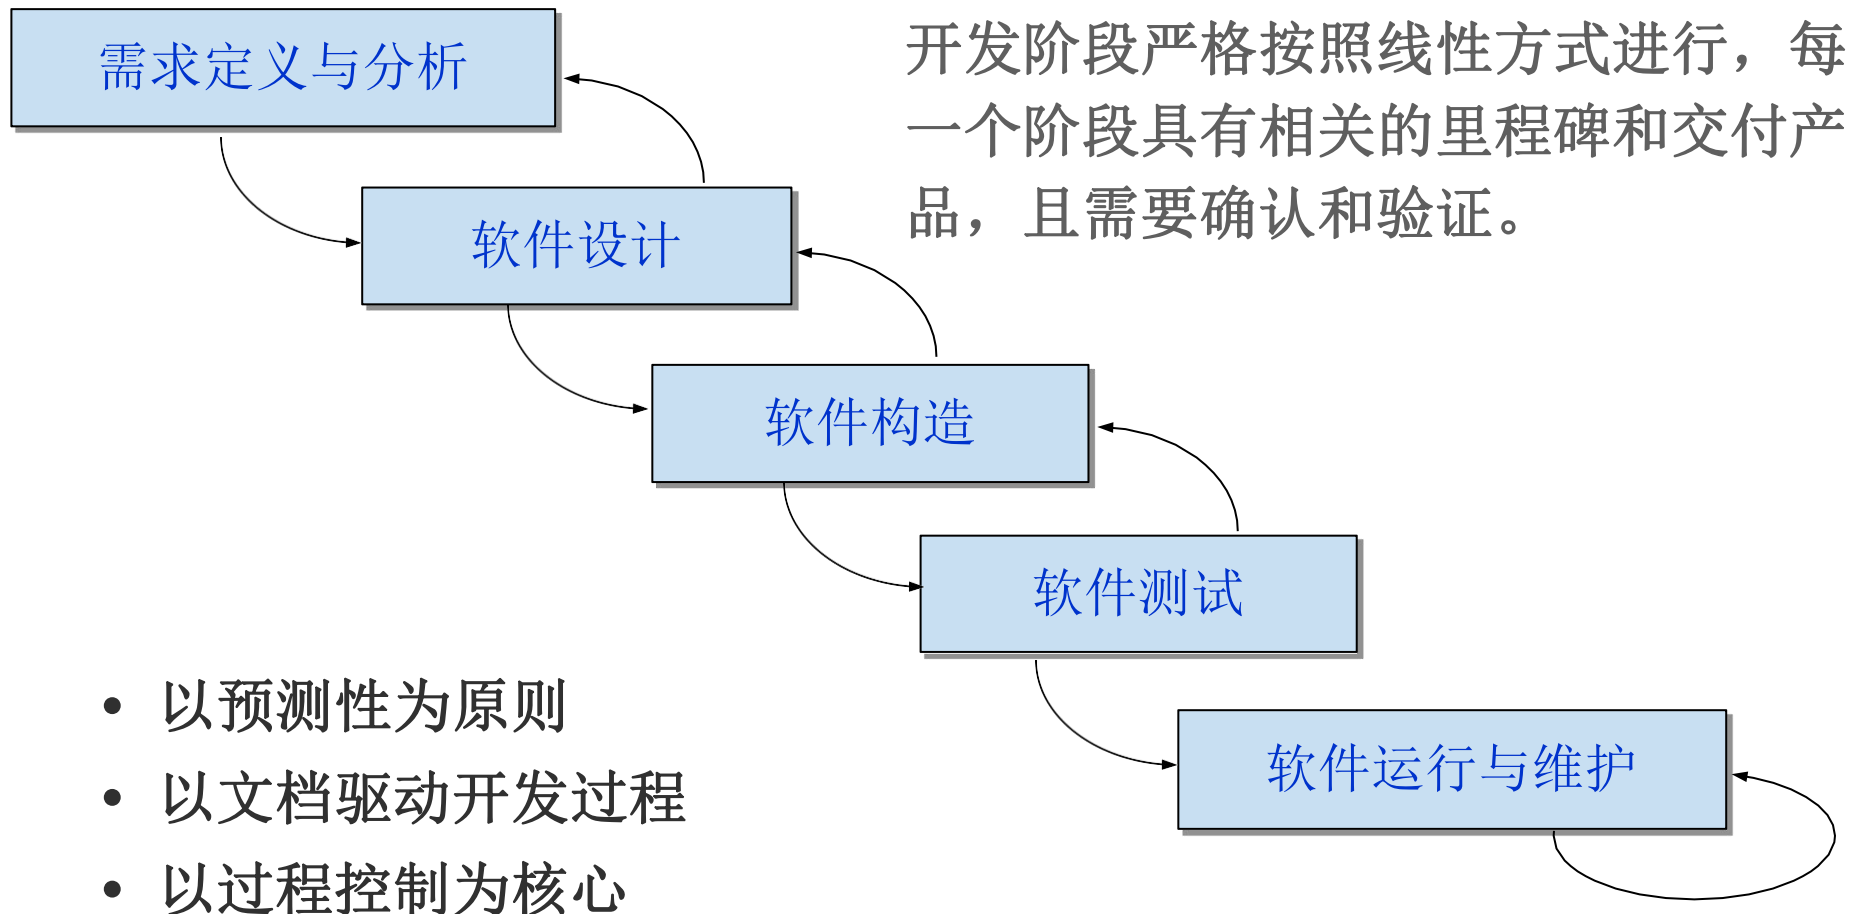 需求定义与分析
开发阶段严格按照线性方式进行，每
一个阶段具有相关的里程碑和交付产
品，且需要确认和验证。
软件设计
软件构造
软件测试
软件运行与维护
• 以预测性为原则
• 以文档驱动开发过程
• 以过程控制为核心